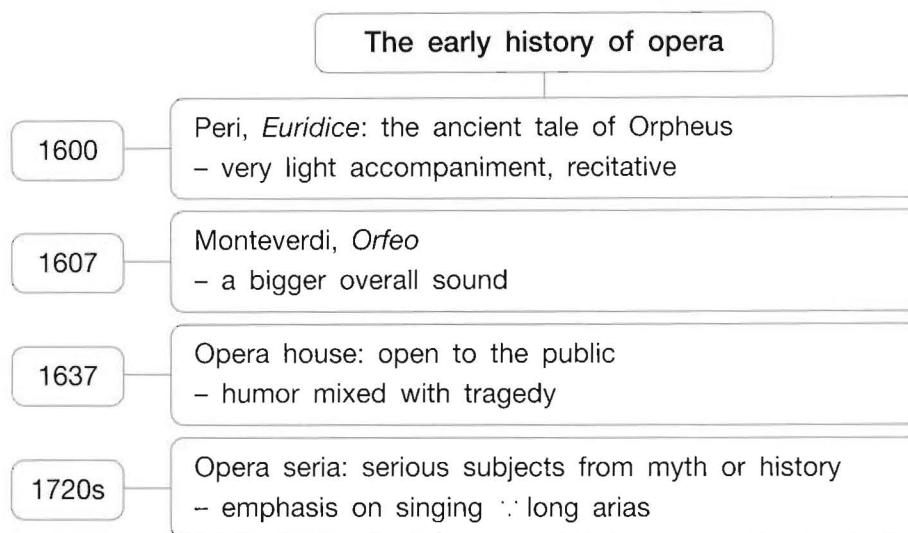 The early history of opera
1600
Peri, Euridice: the ancient tale of Orpheus
– very light accompaniment, recitative
1607
Monteverdi, Orfeo
– a bigger overall sound
1637
Opera house: open to the public
– humor mixed with tragedy
1720s
Opera seria: serious subjects from myth or history
– emphasis on singing ∵ long arias